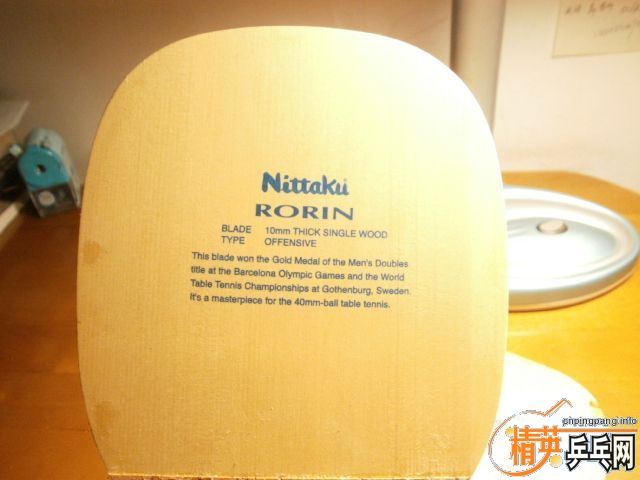 Nittaku
RORIN
BLADE 10mm THICK SINGLE WOOD
TYPE OFFENSIVE
This blade won the Gold Medal of the Men's Doubles
title at the Barcelona Olympic Games and the World
Table Tennis Championships at Gothenburg, Sweden.
It's a masterpiece for the 40mm-ball table tennis.
cnpingpang.info
精英乒乓网